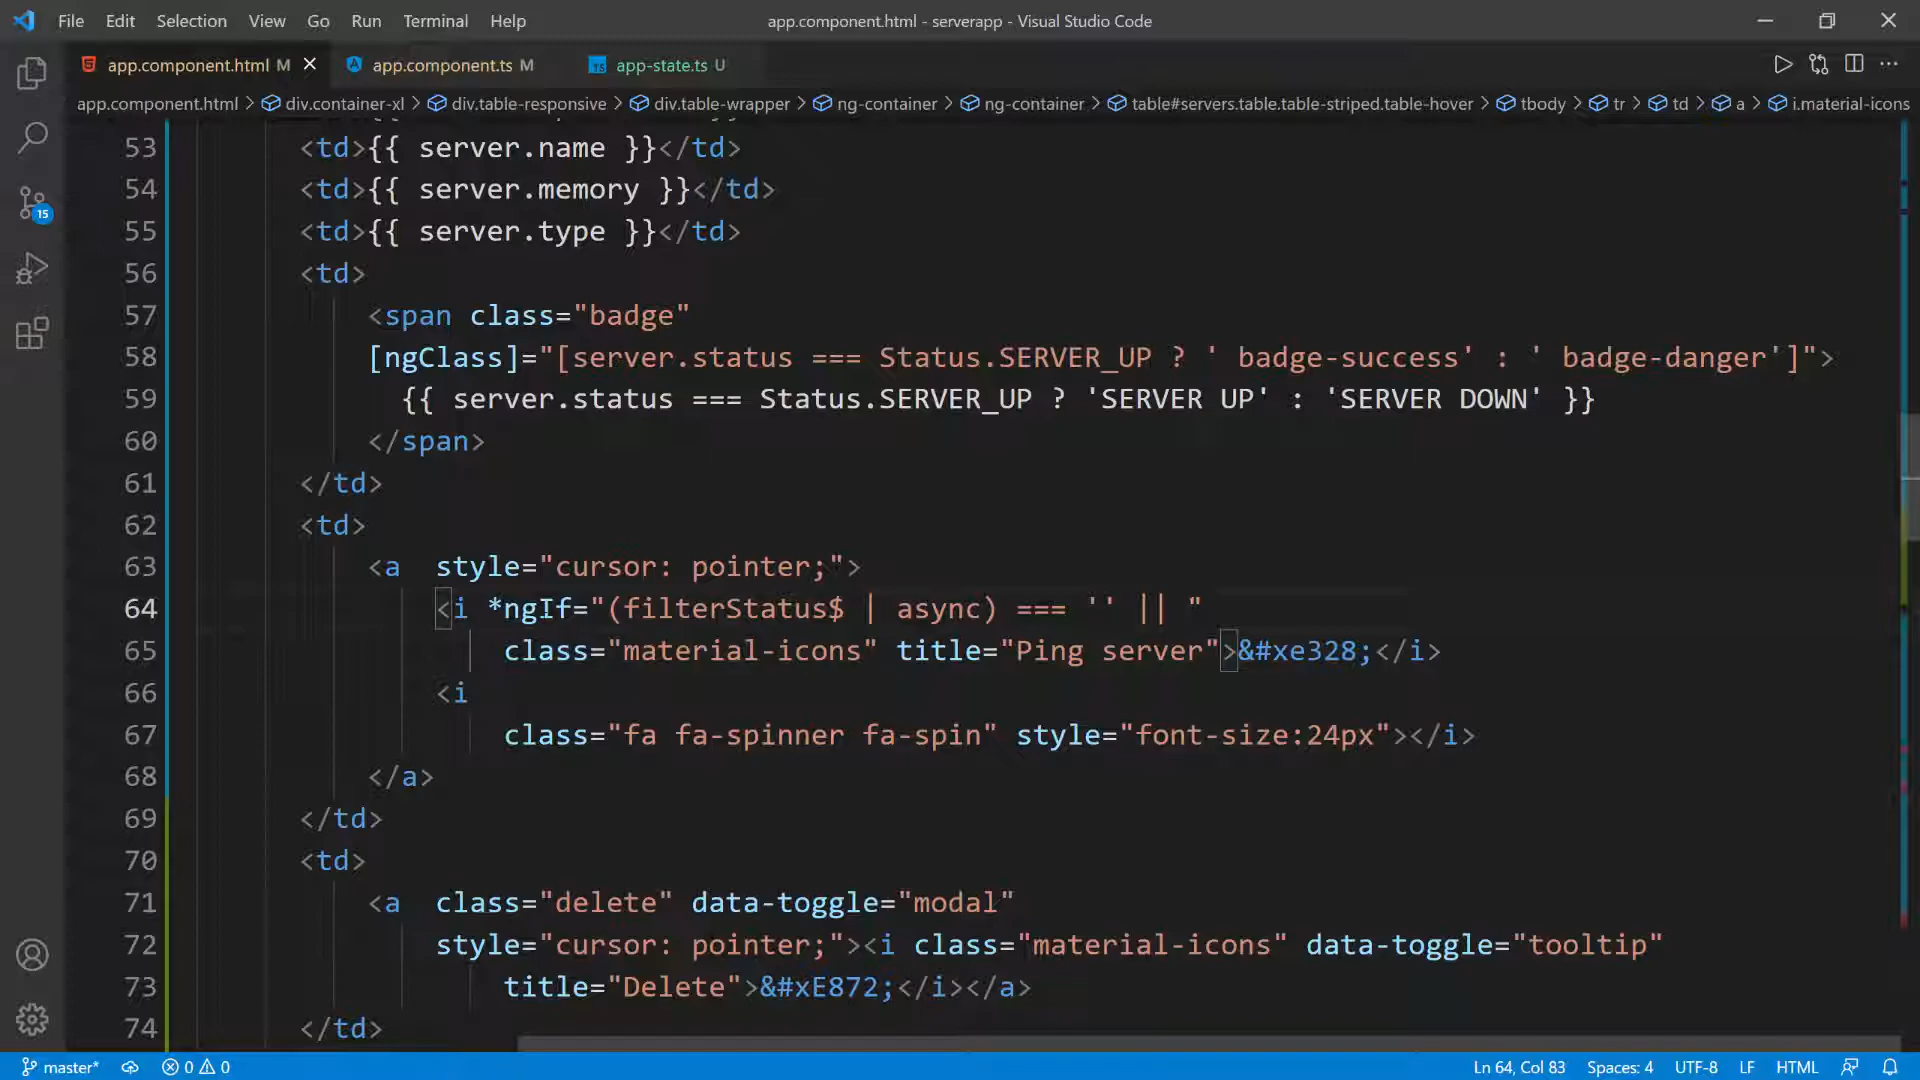 File Edit Selection View Go Run Terminal Help app.component.html - serverapp - Visual Studio Code
app.component.html M app.component.ts M TS app-state.ts U
app.component.html > div.container-xl > div.table-responsive > div.table-wrapper > ng-container > ng-container > table#servers.table.table-striped.table-hover > tbody > tr > td > a > i.material-icons
53 <td>{{ server.name }}</td>
54 <td>{{ server.memory }}</td>
55 <td>{{ server.type }}</td>
56 <td>
57 <span class="badge"
58 [ngClass]="[server.status === Status.SERVER_UP ? ' badge-success' : ' badge-danger']">
59 {{ server.status === Status.SERVER_UP ? 'SERVER UP' : 'SERVER DOWN' }}
60 </span>
61 </td>
62 <td>
63 <a  style="cursor: pointer;">
64 <i *ngIf="(filterStatus$ | async) === '' || "
65 class="material-icons" title="Ping server">&#xe328;</i>
66 <i
67 class="fa fa-spinner fa-spin" style="font-size:24px"></i>
68 </a>
69 </td>
70 <td>
71 <a  class="delete" data-toggle="modal"
72 style="cursor: pointer;"><i class="material-icons" data-toggle="tooltip"
73 title="Delete">&#xE872;</i></a>
74 </td>
15
master* 0 0 Ln 64, Col 83 Spaces: 4 UTF-8 LF HTML